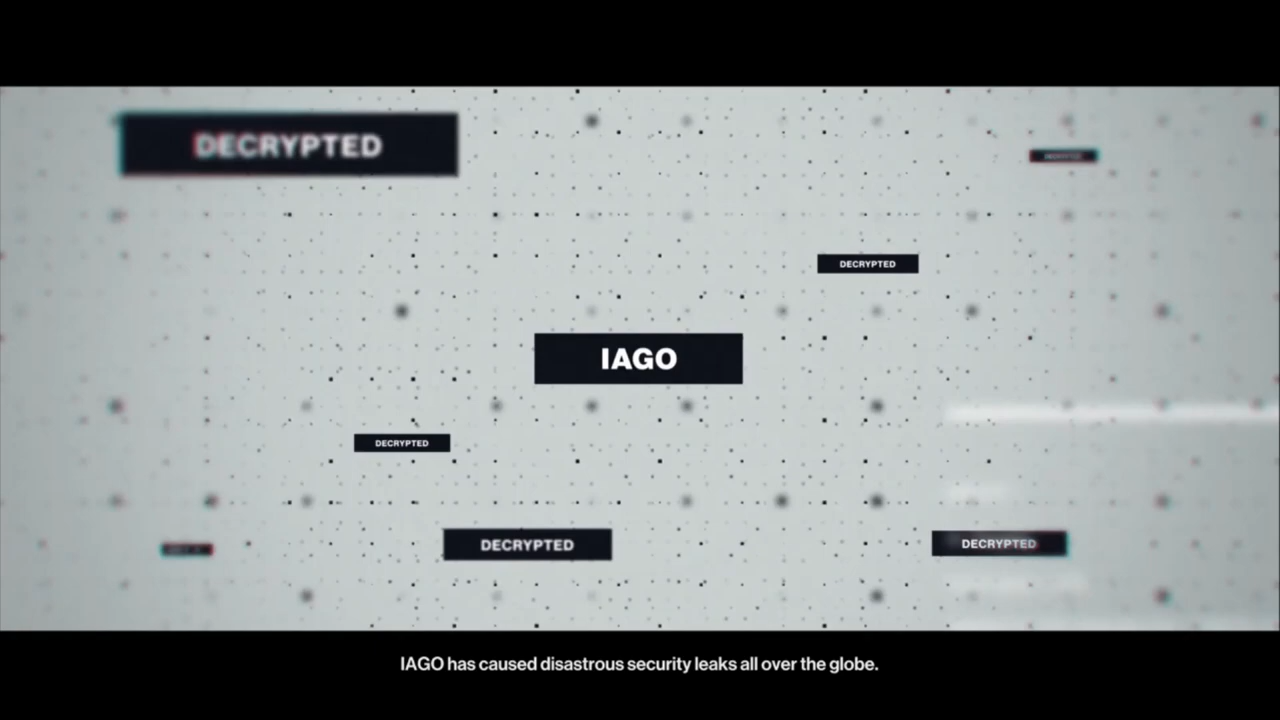 DECRYPTED
DECRYPTED
IAGO
DECRYPTED
DECRYPTED
DECRYPTED
IAGO has caused disastrous security leaks all over the globe.